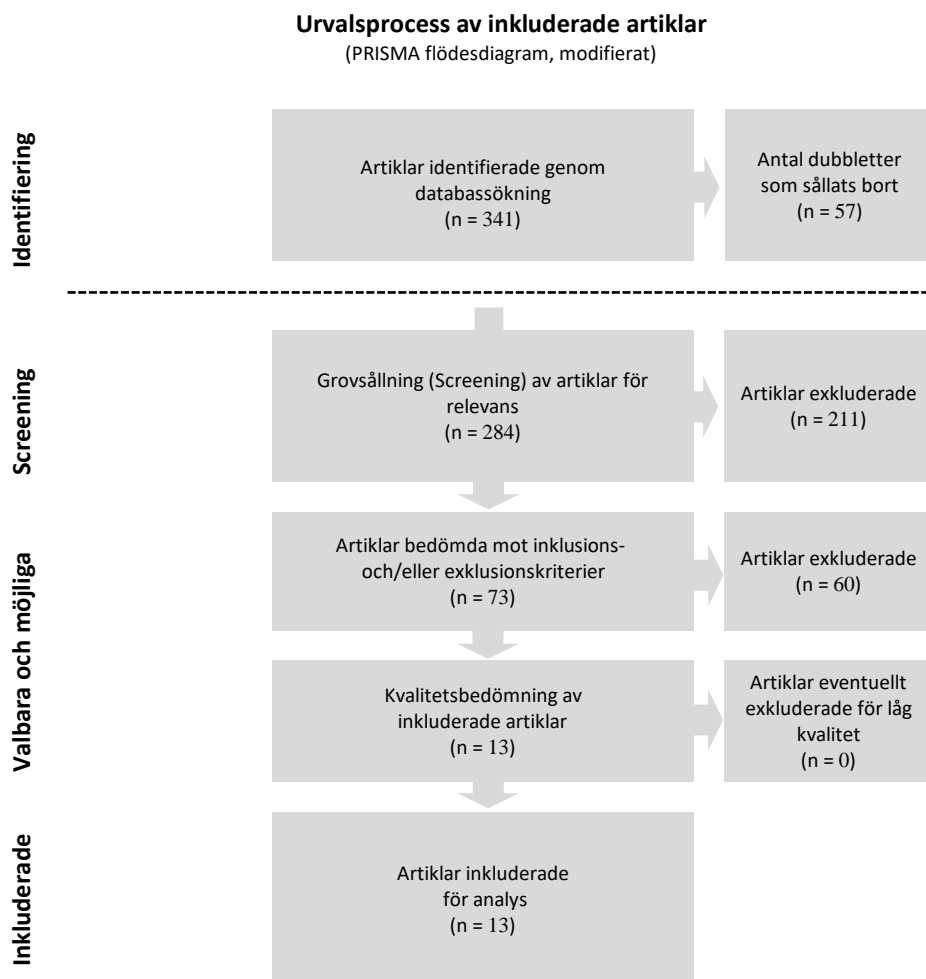 Urvalsprocess av inkluderade artiklar
(PRISMA flödesdiagram, modifierat)
Identifiering
Artiklar identifierade genom
databassökning
(n = 341)
Antal dubbletter
som sållats bort
(n = 57)
Screening
Grovsållning (Screening) av artiklar för
relevans
(n = 284)
Artiklar exkluderade
(n = 211)
Valbara och möjliga
Artiklar bedömda mot inklusions-
och/eller exklusionskriterier
(n = 73)
Artiklar exkluderade
(n = 60)
Kvalitetsbedömning av
inkluderade artiklar
(n = 13)
Artiklar eventuellt
exkluderade för låg
kvalitet
(n = 0)
Inkluderade
Artiklar inkluderade
för analys
(n = 13)